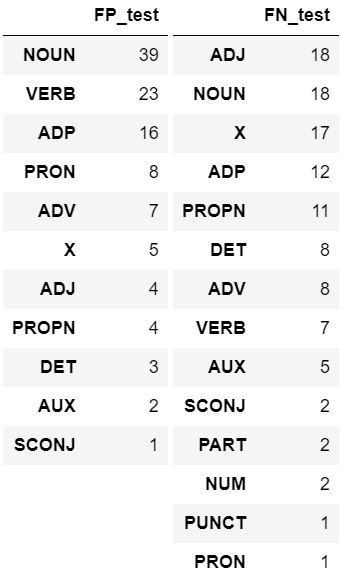 FP_test FN_test
NOUN 39 ADJ 18
VERB 23 NOUN 18
ADP 16 X 17
PRON 8 ADP 12
ADV 7 PROPN 11
X 5 DET 8
ADJ 4 ADV 8
PROPN 4 VERB 7
DET 3 AUX 5
AUX 2 SCONJ 2
SCONJ 1 PART 2
NUM 2
PUNCT 1
PRON 1